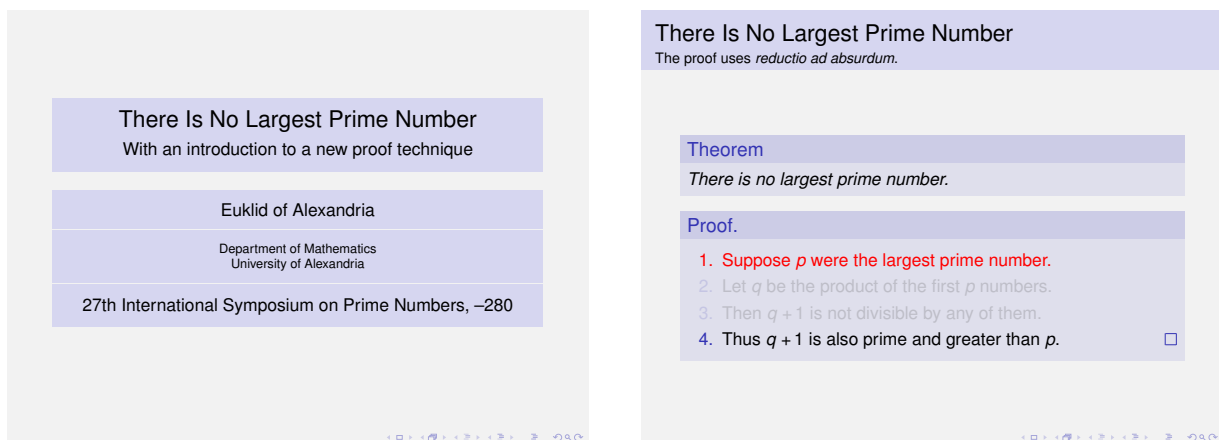 There Is No Largest Prime Number
With an introduction to a new proof technique
Euklid of Alexandria
Department of Mathematics
University of Alexandria
27th International Symposium on Prime Numbers, –280
There Is No Largest Prime Number
The proof uses reductio ad absurdum.
Theorem
There is no largest prime number.
Proof.
1. Suppose p were the largest prime number.
2. Let q be the product of the first p numbers.
3. Then q + 1 is not divisible by any of them.
4. Thus q + 1 is also prime and greater than p. □